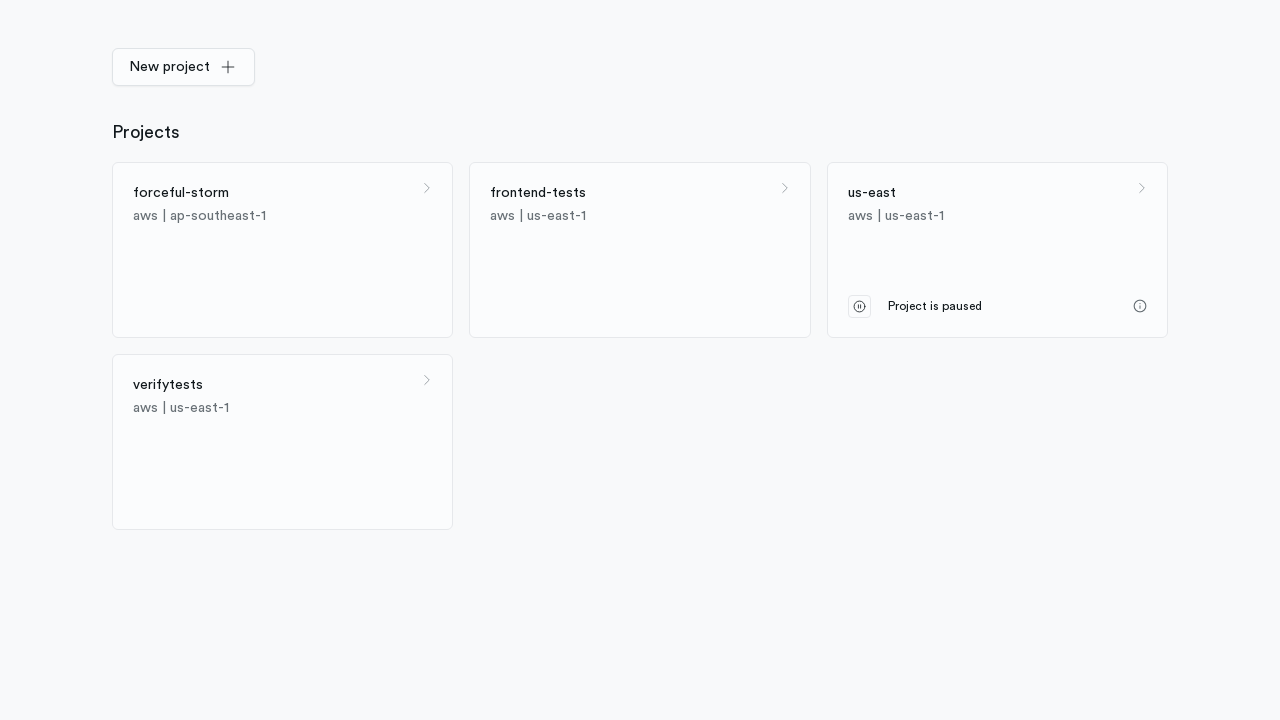 New project
Projects
forceful-storm
aws | ap-southeast-1
frontend-tests
aws | us-east-1
us-east
aws | us-east-1
Project is paused
verifytests
aws | us-east-1